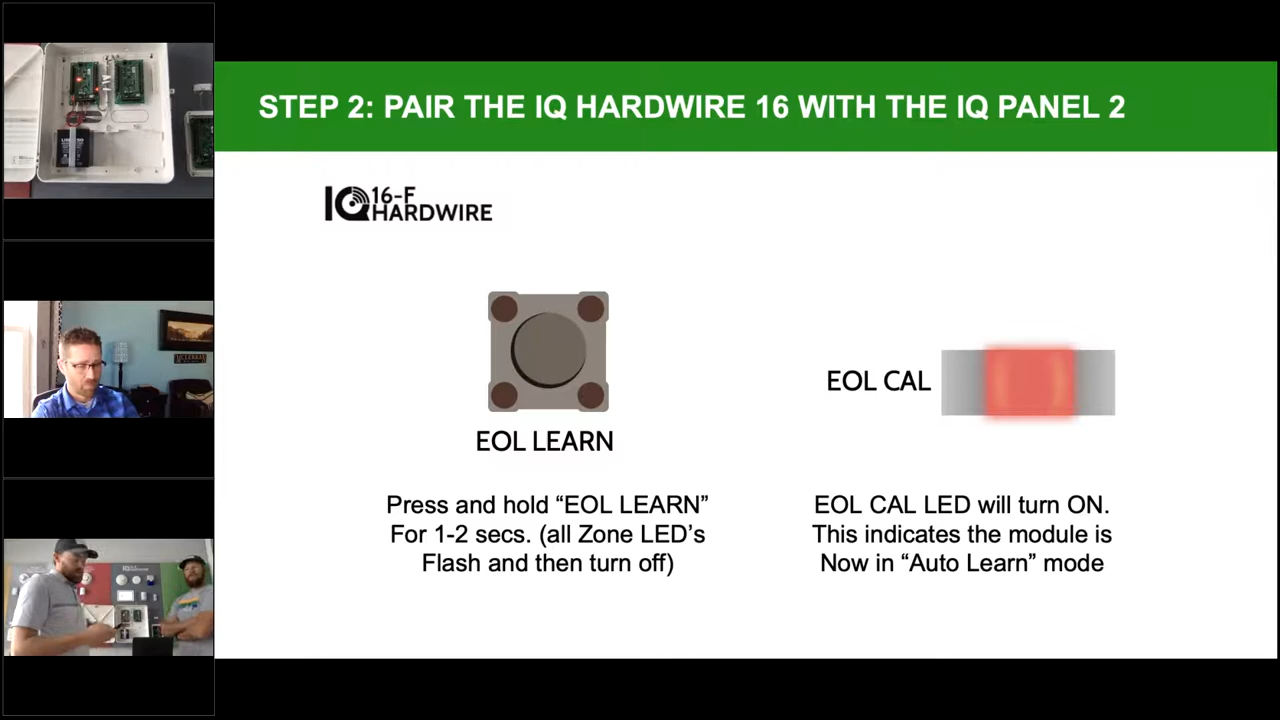 STEP 2: PAIR THE IQ HARDWIRE 16 WITH THE IQ PANEL 2
IQ 16-F
HARDWIRE
EOL LEARN
EOL CAL
Press and hold “EOL LEARN”
For 1-2 secs. (all Zone LED’s
Flash and then turn off)
EOL CAL LED will turn ON.
This indicates the module is
Now in “Auto Learn” mode